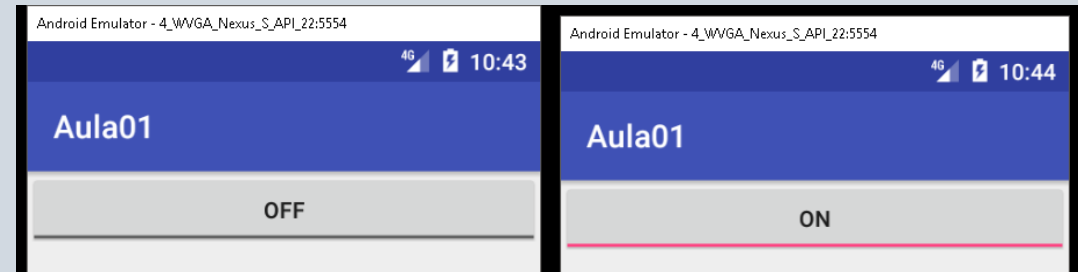 Android Emulator - 4_WVGA_Nexus_S_API_22:5554
4G 10:43
Aula01
OFF
Android Emulator - 4_WVGA_Nexus_S_API_22:5554
4G 10:44
Aula01
ON